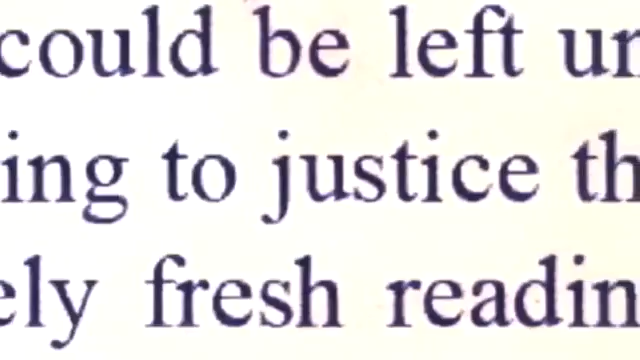 could be left un
ing to justice th
ely fresh readin